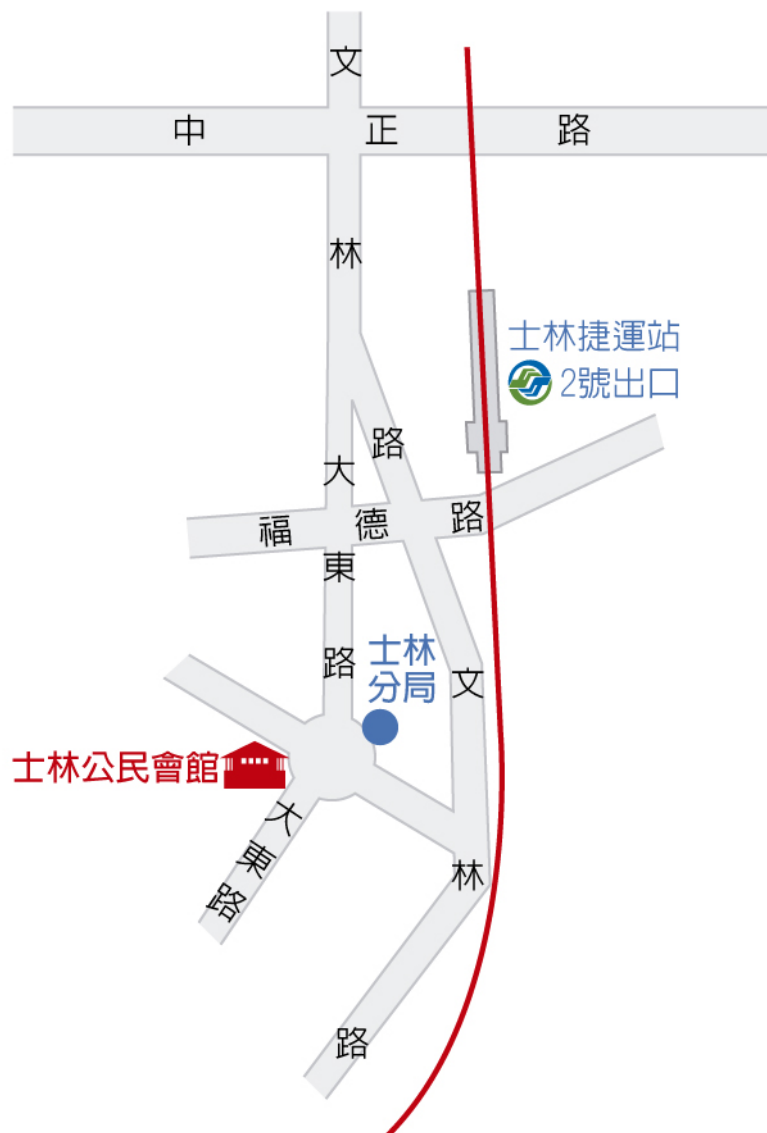 文林路
中正路
士林捷運站
2號出口
大東路
福德路
士林
分局
文林路
士林公民會館
大東路